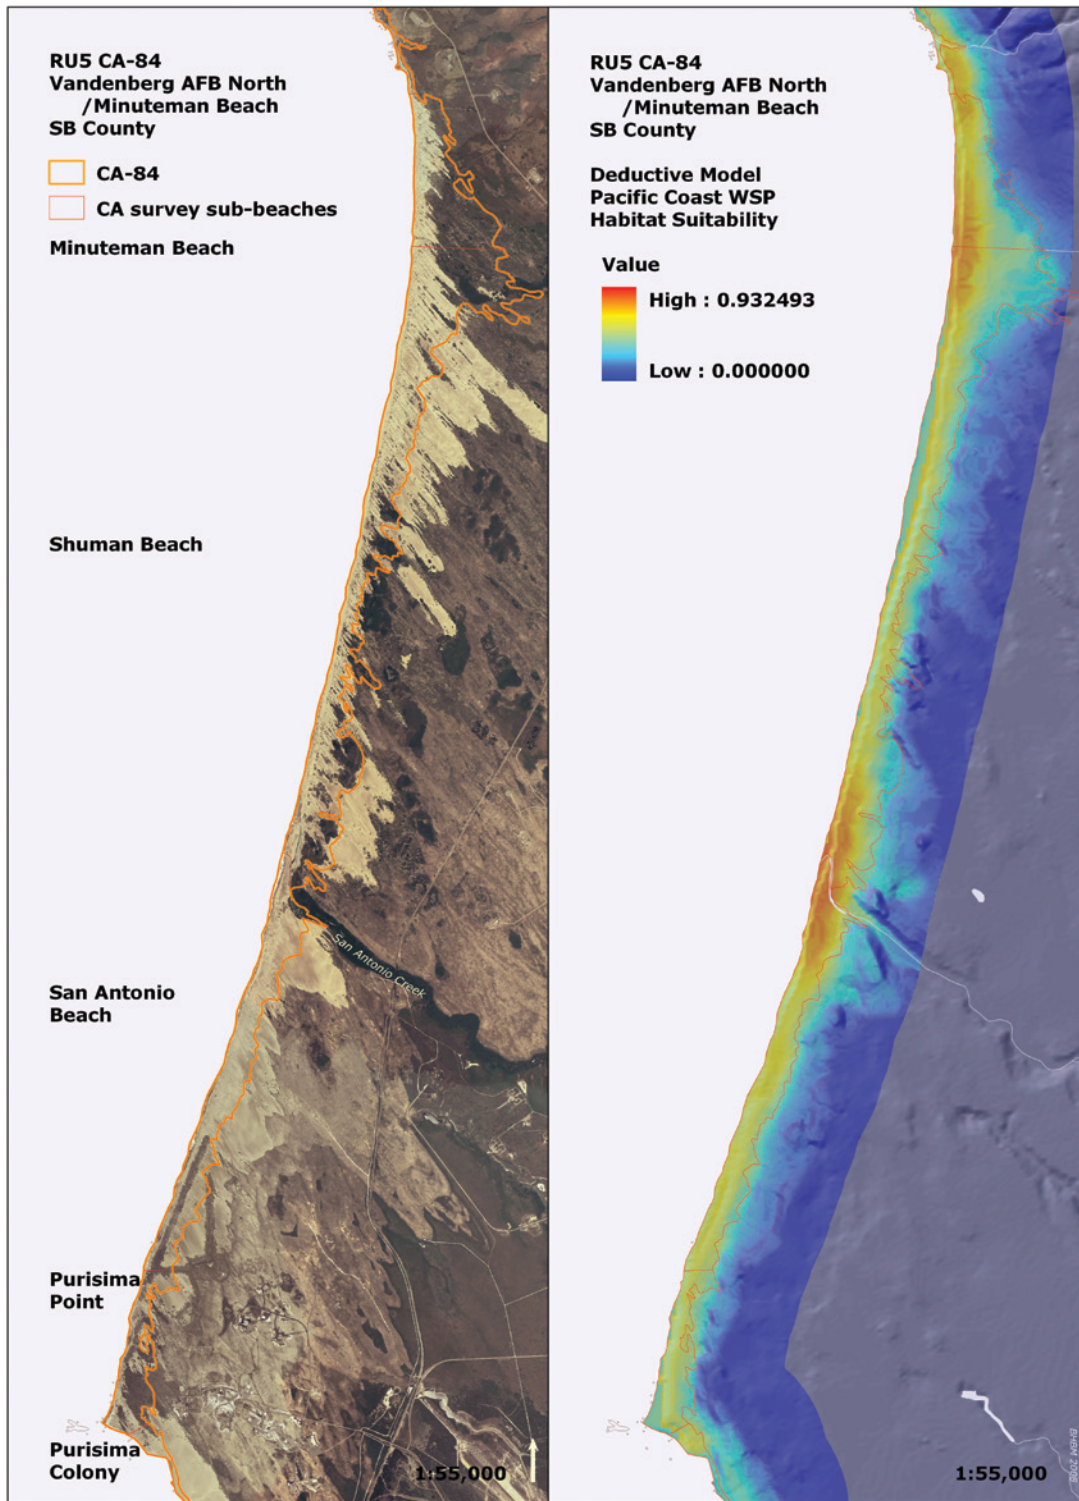 RU5 CA-84
Vandenberg AFB North
/Minuteman Beach
SB County
CA-84
CA survey sub-beaches
Minuteman Beach
Shuman Beach
San Antonio Creek
San Antonio
Beach
Purisima
Point
Purisima
Colony
1:55,000
RU5 CA-84
Vandenberg AFB North
/Minuteman Beach
SB County
Deductive Model
Pacific Coast WSP
Habitat Suitability
Value
High : 0.932493
Low : 0.000000
1:55,000